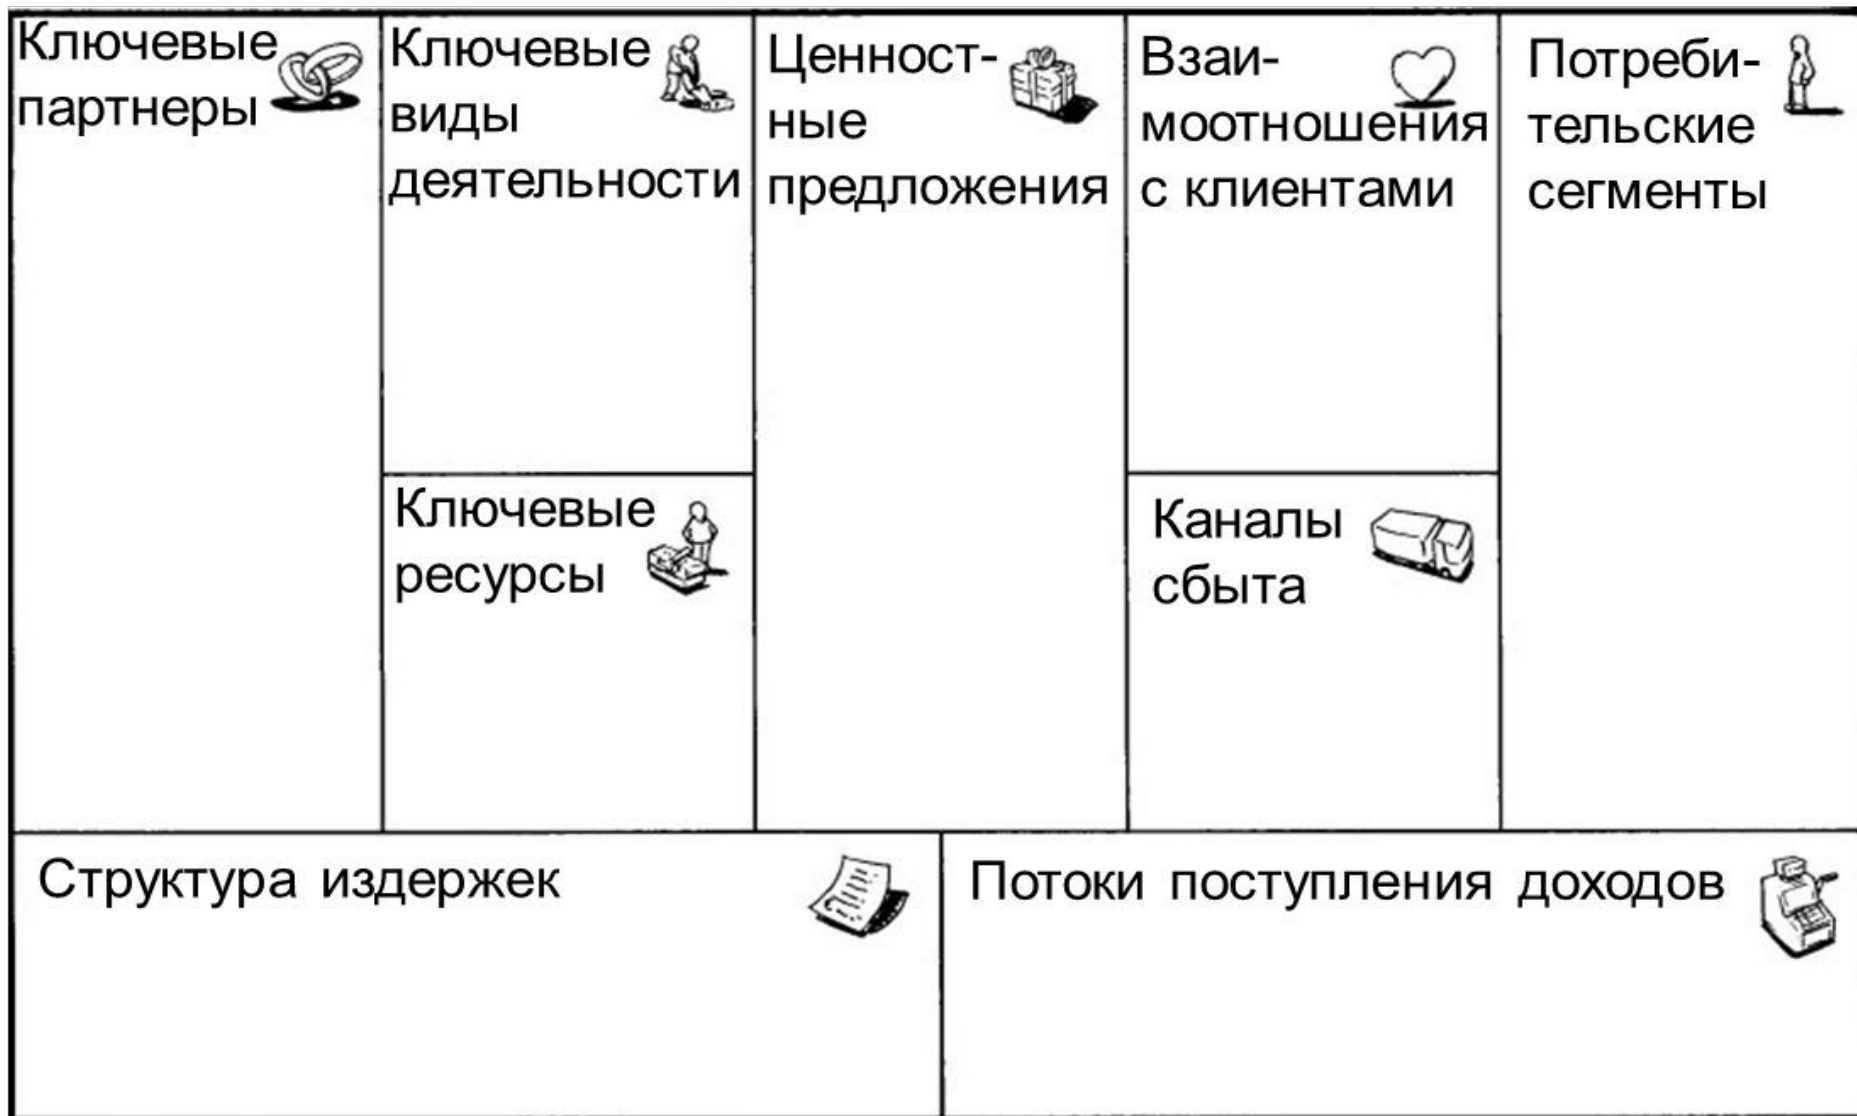 Ключевые
партнеры
Ключевые
виды
деятельности
Ценност-
ные
предложения
Взаи-
моотношения
с клиентами
Потреби-
тельские
сегменты
Ключевые
ресурсы
Каналы
сбыта
Структура издержек
Потоки поступления доходов